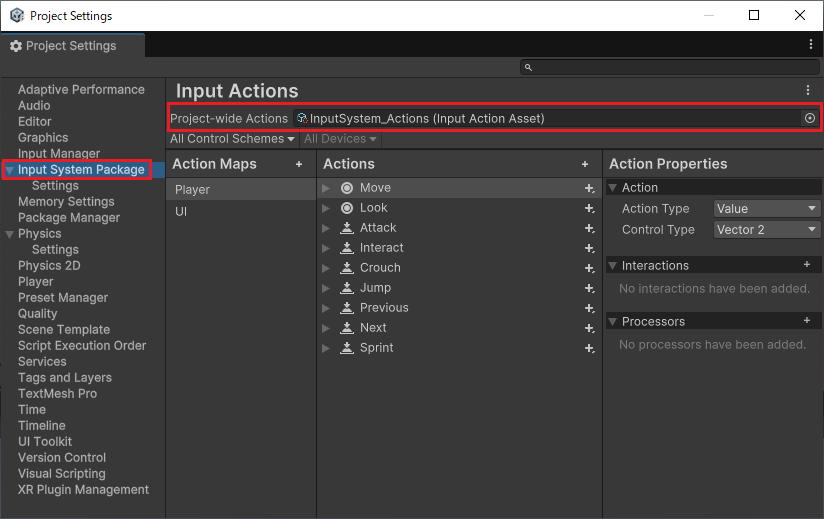 Project Settings
Project Settings
Adaptive Performance
Audio
Editor
Graphics
Input Manager
Input System Package
Settings
Memory Settings
Package Manager
Physics
Settings
Physics 2D
Player
Preset Manager
Quality
Scene Template
Script Execution Order
Services
Tags and Layers
TextMesh Pro
Time
Timeline
UI Toolkit
Version Control
Visual Scripting
XR Plugin Management
Input Actions
Project-wide Actions InputSystem_Actions (Input Action Asset)
All Control Schemes All Devices
Action Maps
Player
UI
Actions
Move
Look
Attack
Interact
Crouch
Jump
Previous
Next
Sprint
Action Properties
Action
Action Type Value
Control Type Vector 2
Interactions
No interactions have been added.
Processors
No processors have been added.